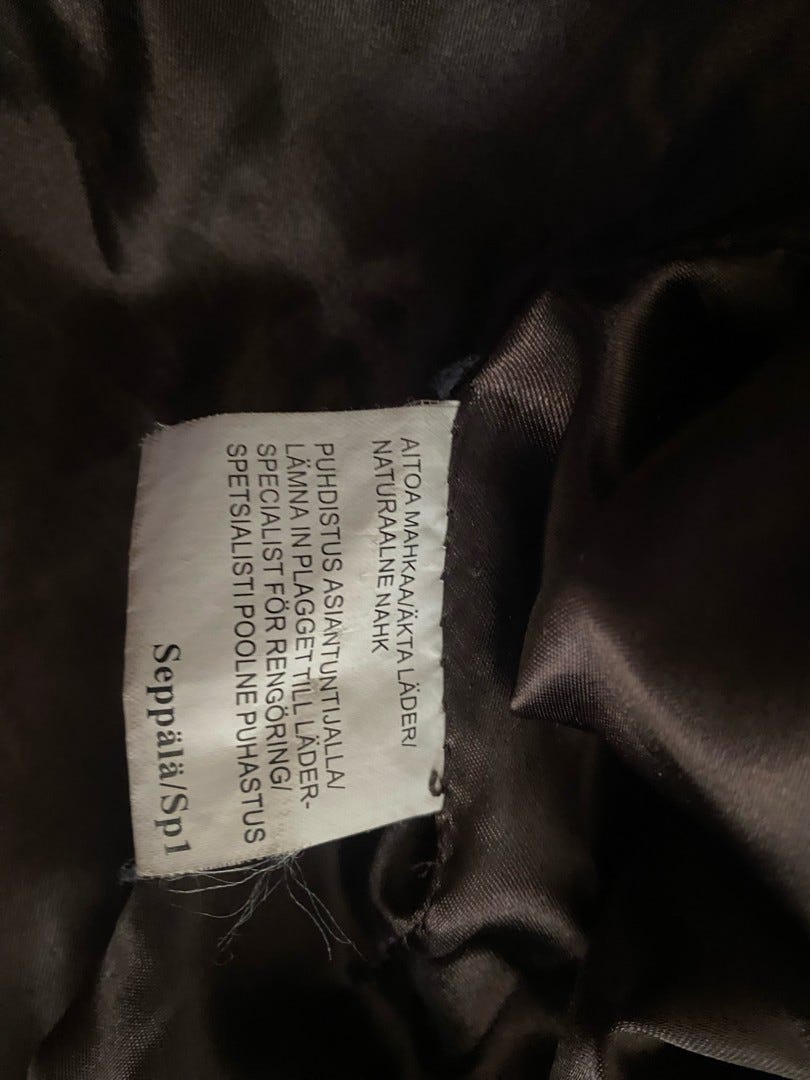 AITOA MAHKAA/ÄKTA LÄDER/
NATURAALNE NAHK
PUHDISTUS ASIANTUNTIJALLA/
LÄMNA IN PLAGGET TILL LÄDER-
SPECIALIST FÖR RENGÖRING/
SPETSIALISTI POOLNE PUHASTUS
Seppälä/Sp1